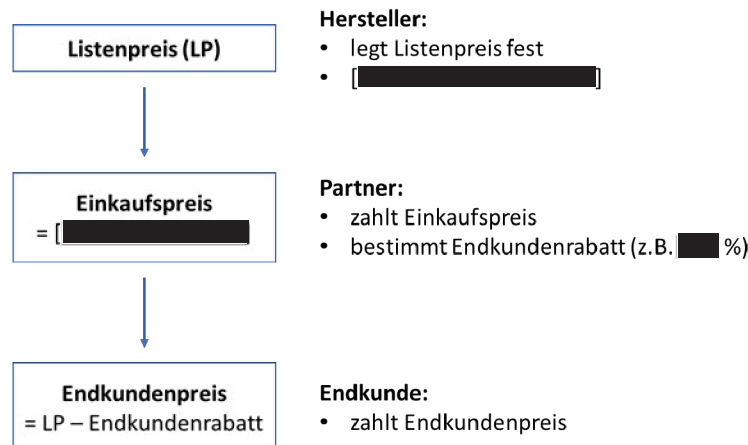 Hersteller:
Listenpreis (LP)
• legt Listenpreis fest
• [ ]
Einkaufspreis
= [
Partner:
• zahlt Einkaufspreis
• bestimmt Endkundenrabatt (z.B. %)
Endkundenpreis
= LP – Endkundenrabatt
Endkunde:
• zahlt Endkundenpreis